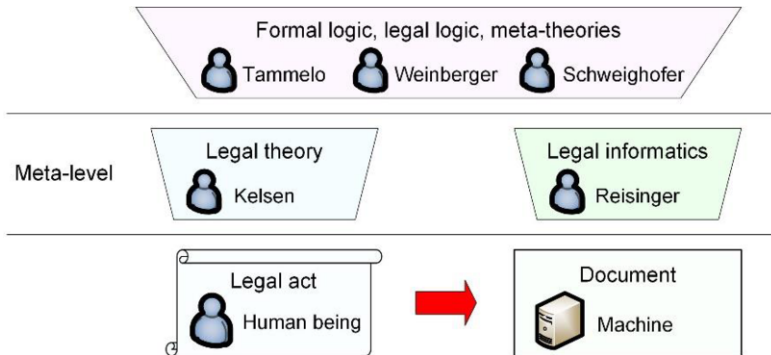 Formal logic, legal logic, meta-theories
Tammelo Weinberger Schweighofer
Meta-level
Legal theory
Kelsen
Legal informatics
Reisinger
Legal act
Human being
Document
Machine